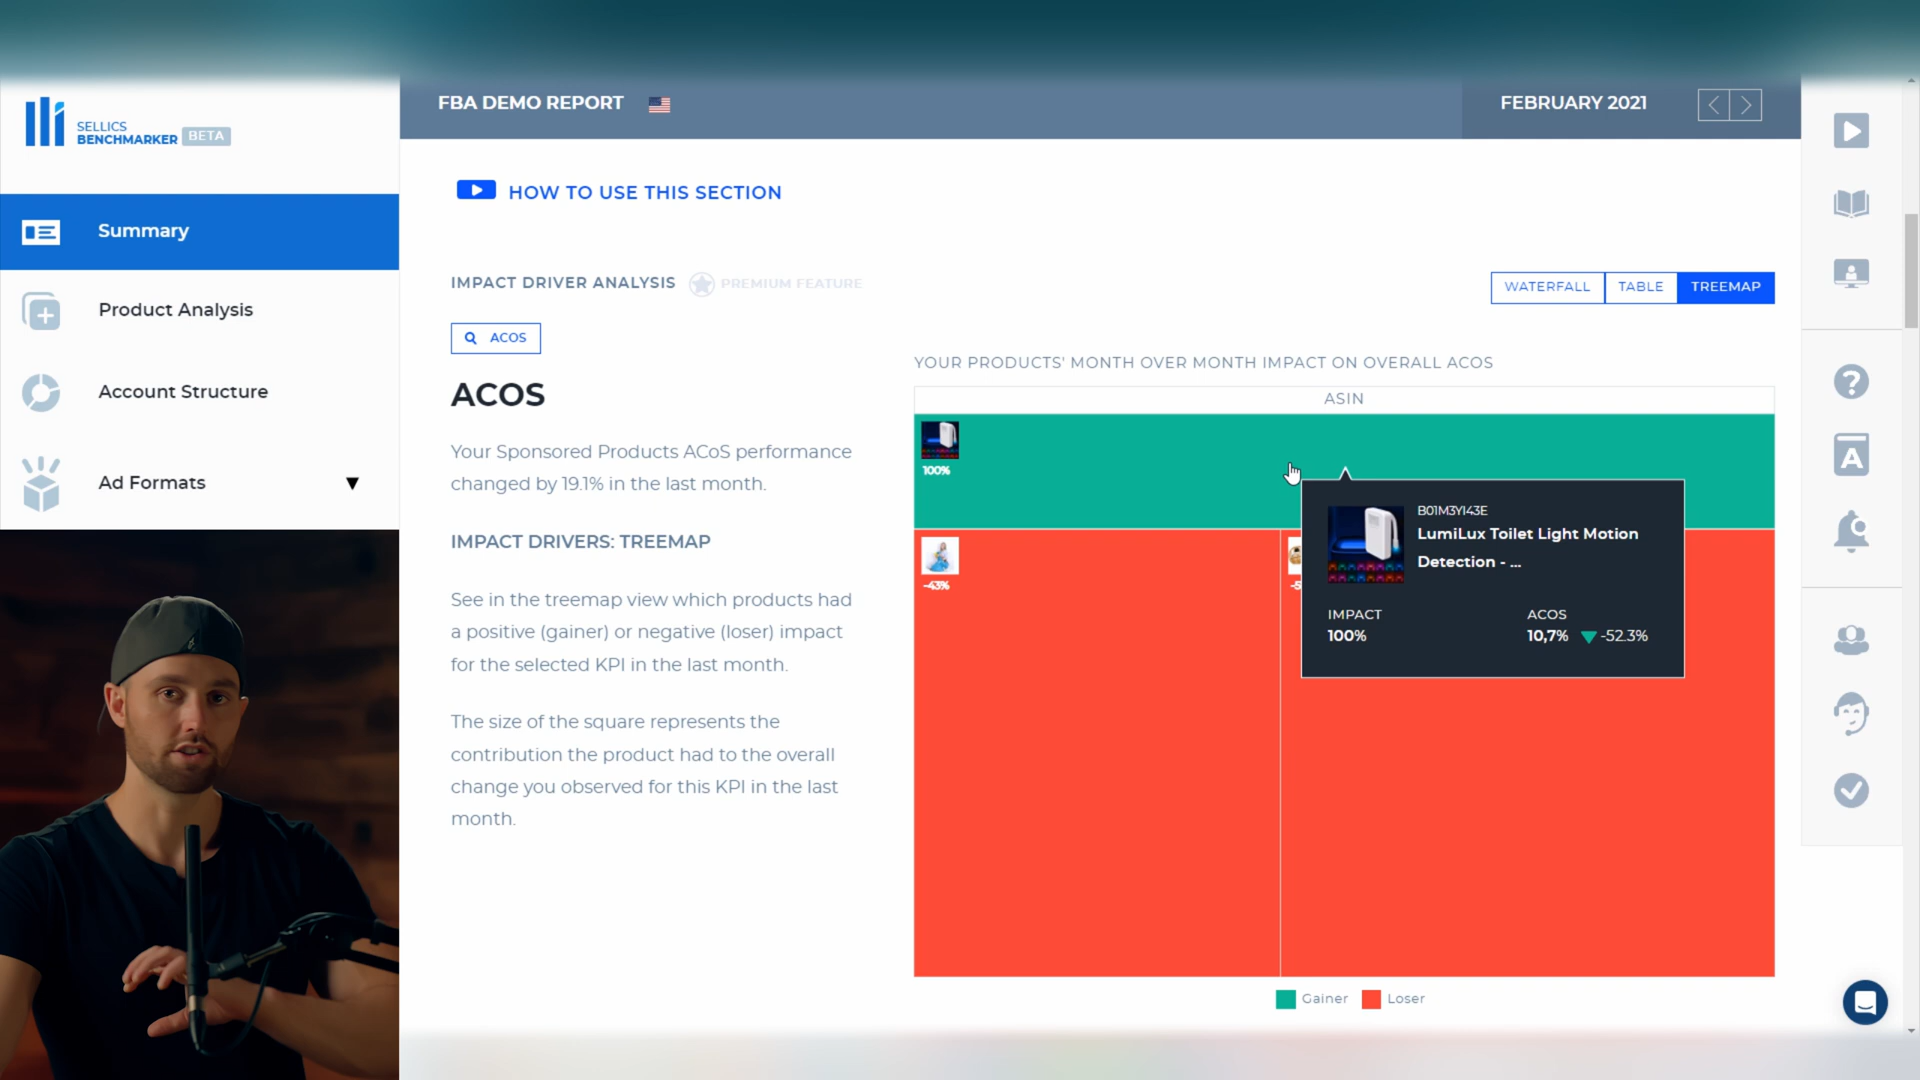 SELLICS
BENCHMARKER BETA
Summary
Product Analysis
Account Structure
Ad Formats
FBA DEMO REPORT
FEBRUARY 2021
HOW TO USE THIS SECTION
IMPACT DRIVER ANALYSIS
PREMIUM FEATURE
WATERFALL
TABLE
TREEMAP
ACOS
ACOS
Your Sponsored Products ACoS performance
changed by 19.1% in the last month.
IMPACT DRIVERS: TREEMAP
See in the treemap view which products had
a positive (gainer) or negative (loser) impact
for the selected KPI in the last month.
The size of the square represents the
contribution the product had to the overall
change you observed for this KPI in the last
month.
YOUR PRODUCTS' MONTH OVER MONTH IMPACT ON OVERALL ACOS
ASIN
100%
-43%
B01M3YI43E
LumiLux Toilet Light Motion
Detection - ...
IMPACT
100%
ACOS
10,7% -52.3%
Gainer
Loser